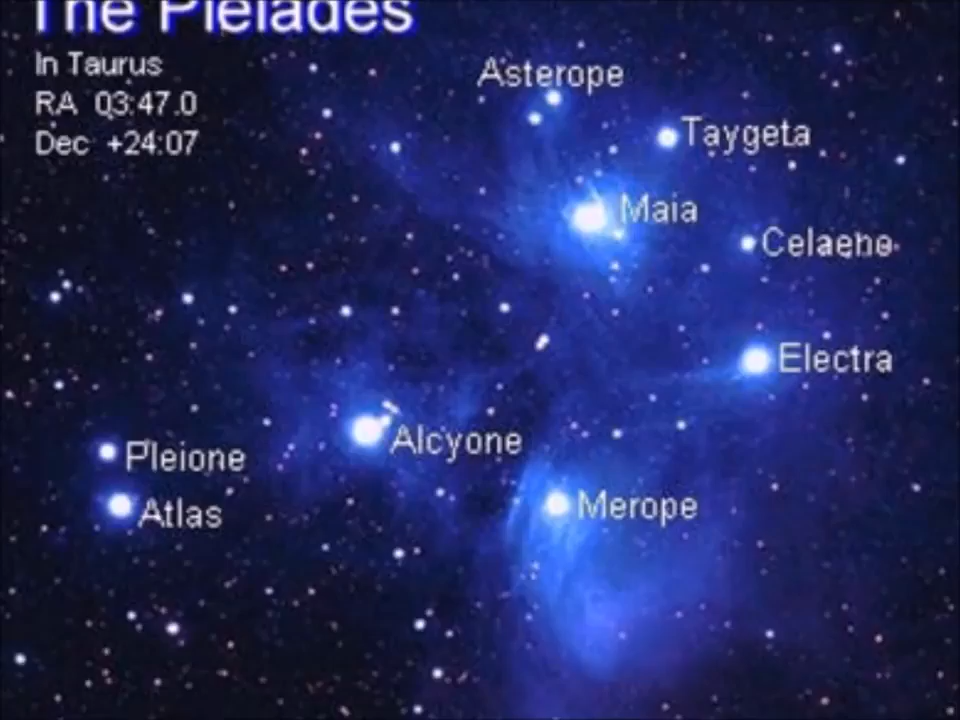 The Pleiades
In Taurus
RA 03:47.0
Dec +24:07
Asterope
Taygeta
Maia
Celaeno
Electra
Alcyone
Pleione
Atlas
Merope